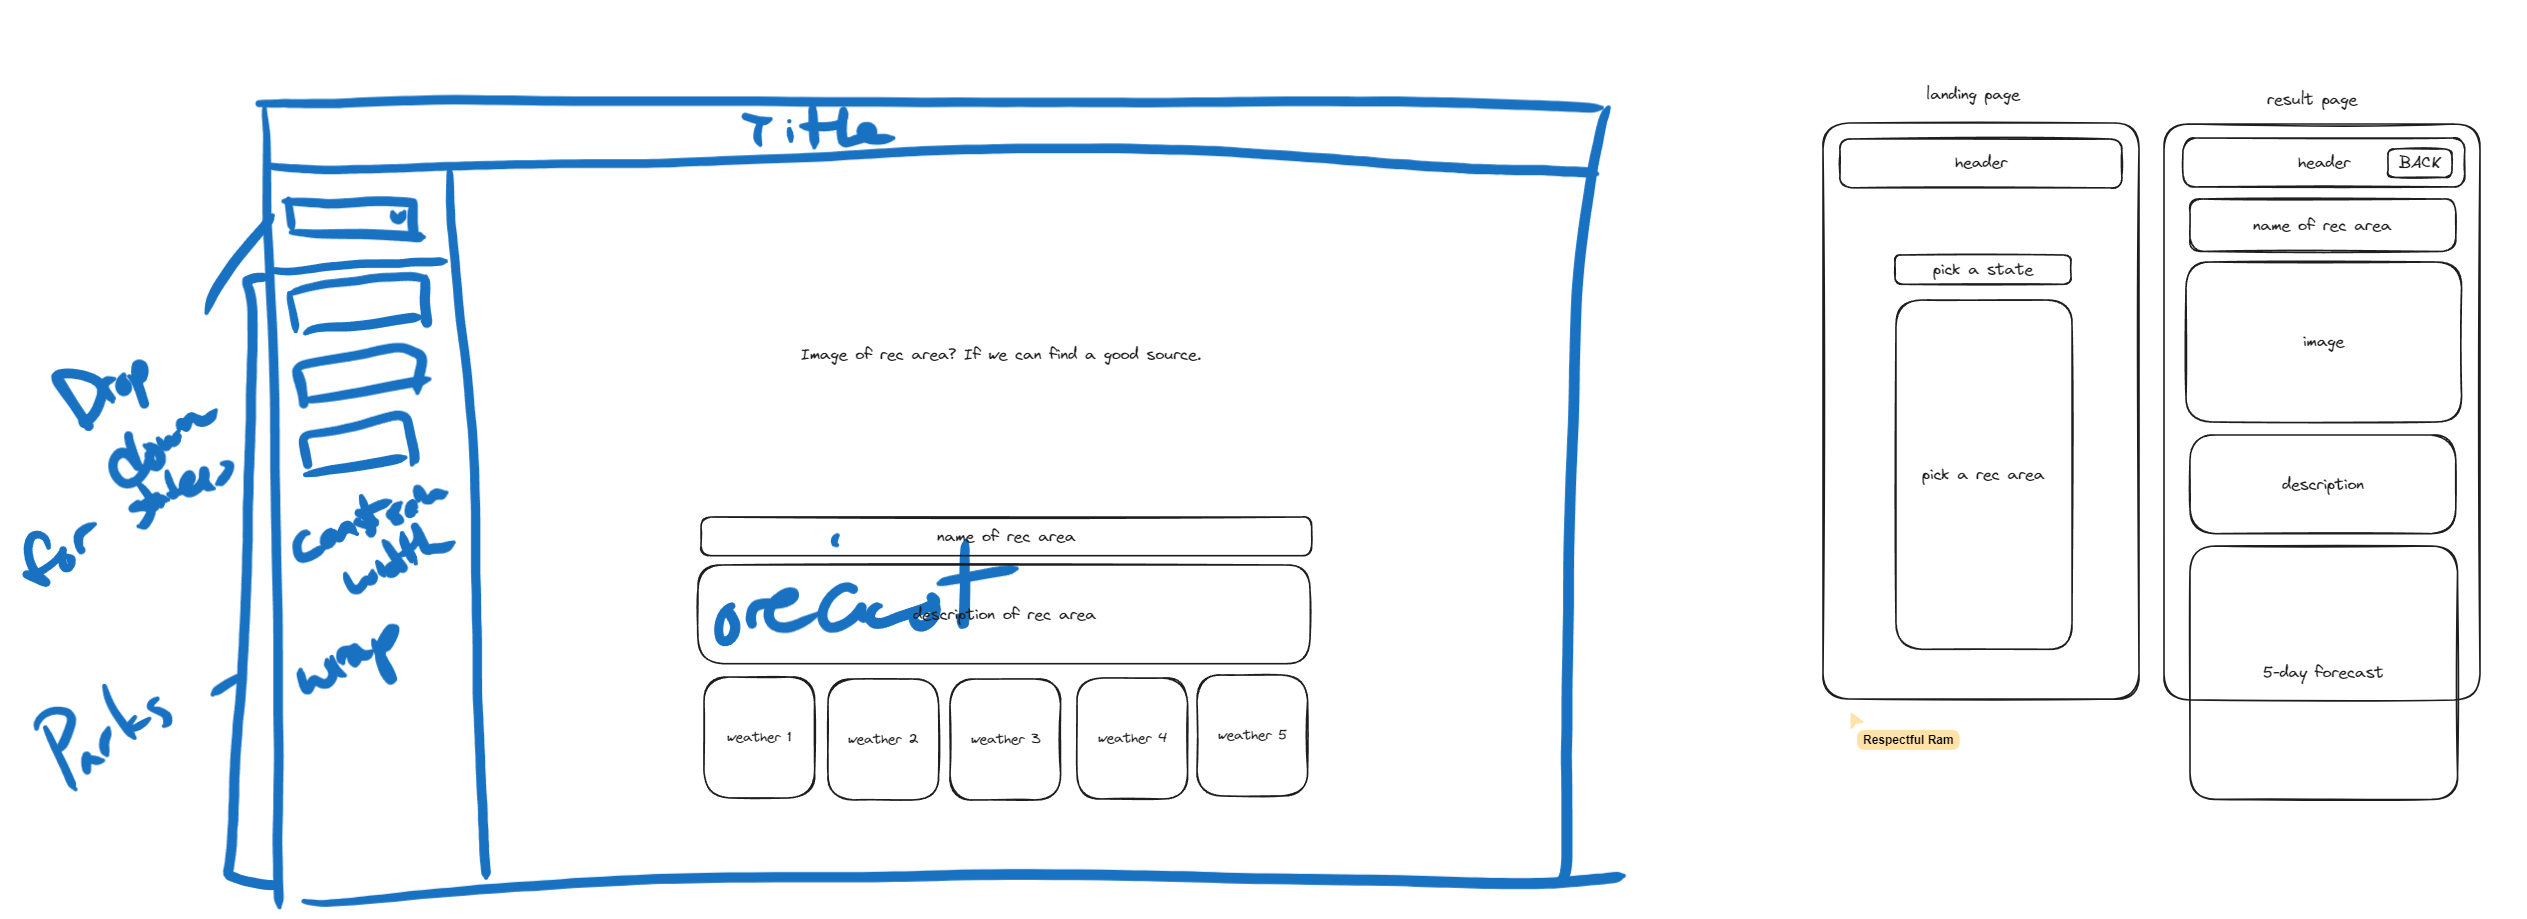 Title
Drop
down
for states
constrain
width
wrap
Parks
Image of rec area? If we can find a good source.
name of rec area
orecast
description of rec area
weather 1
weather 2
weather 3
weather 4
weather 5
landing page
header
pick a state
pick a rec area
Respectful Ram
result page
header
BACK
name of rec area
image
description
5-day forecast